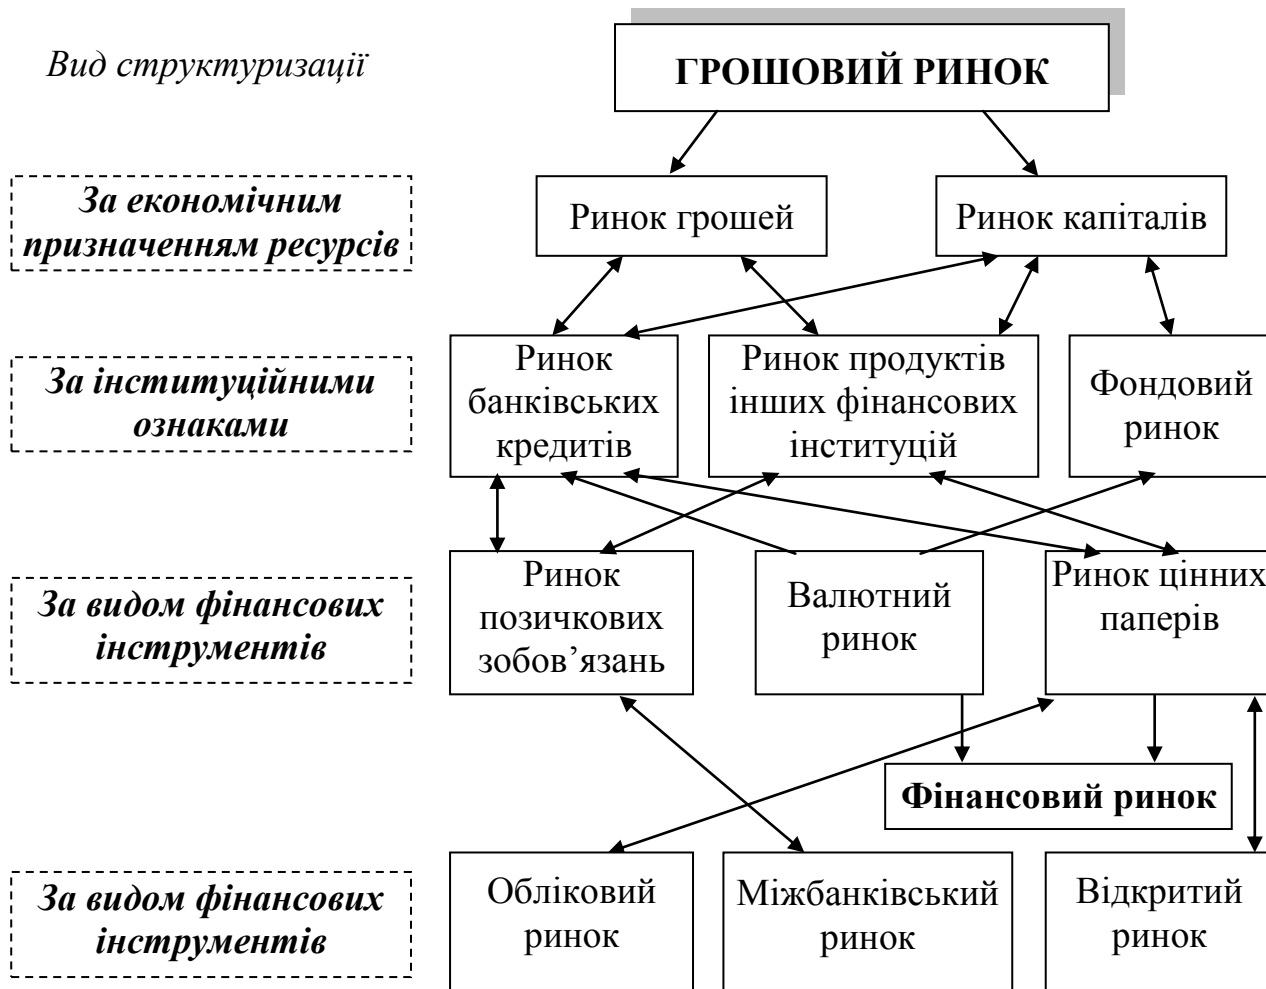 Вид структуризації
ГРОШОВИЙ РИНОК
За економічним
призначенням ресурсів
Ринок грошей
Ринок капіталів
За інституційними
ознаками
Ринок
банківських
кредитів
Ринок продуктів
інших фінансових
інституцій
Фондовий
ринок
За видом фінансових
інструментів
Ринок
позичкових
зобов’язань
Валютний
ринок
Ринок цінних
паперів
Фінансовий ринок
За видом фінансових
інструментів
Обліковий
ринок
Міжбанківський
ринок
Відкритий
ринок